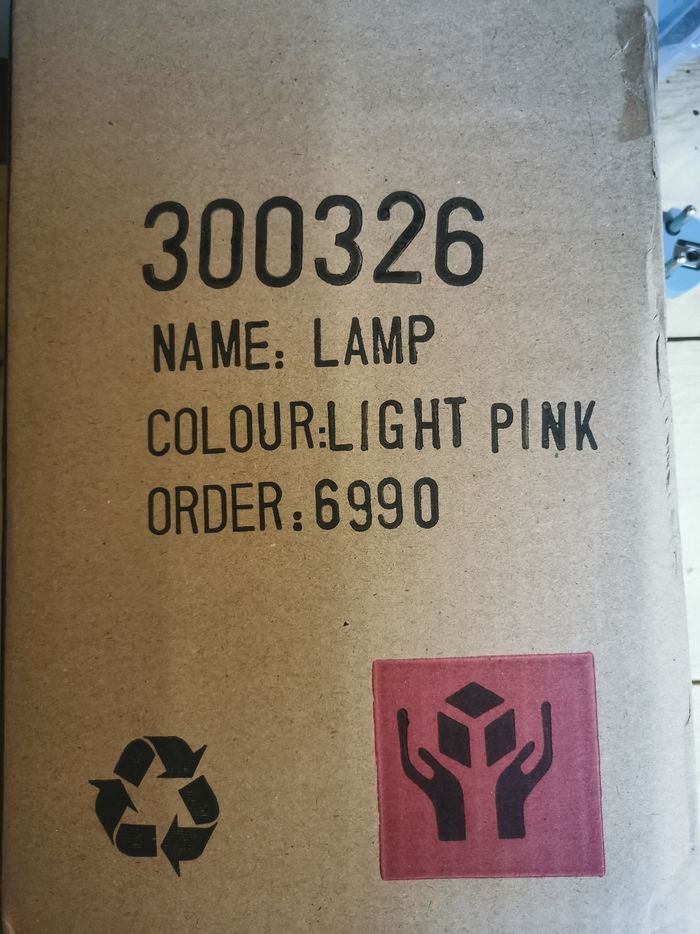 300326
NAME: LAMP
COLOUR:LIGHT PINK
ORDER:6990